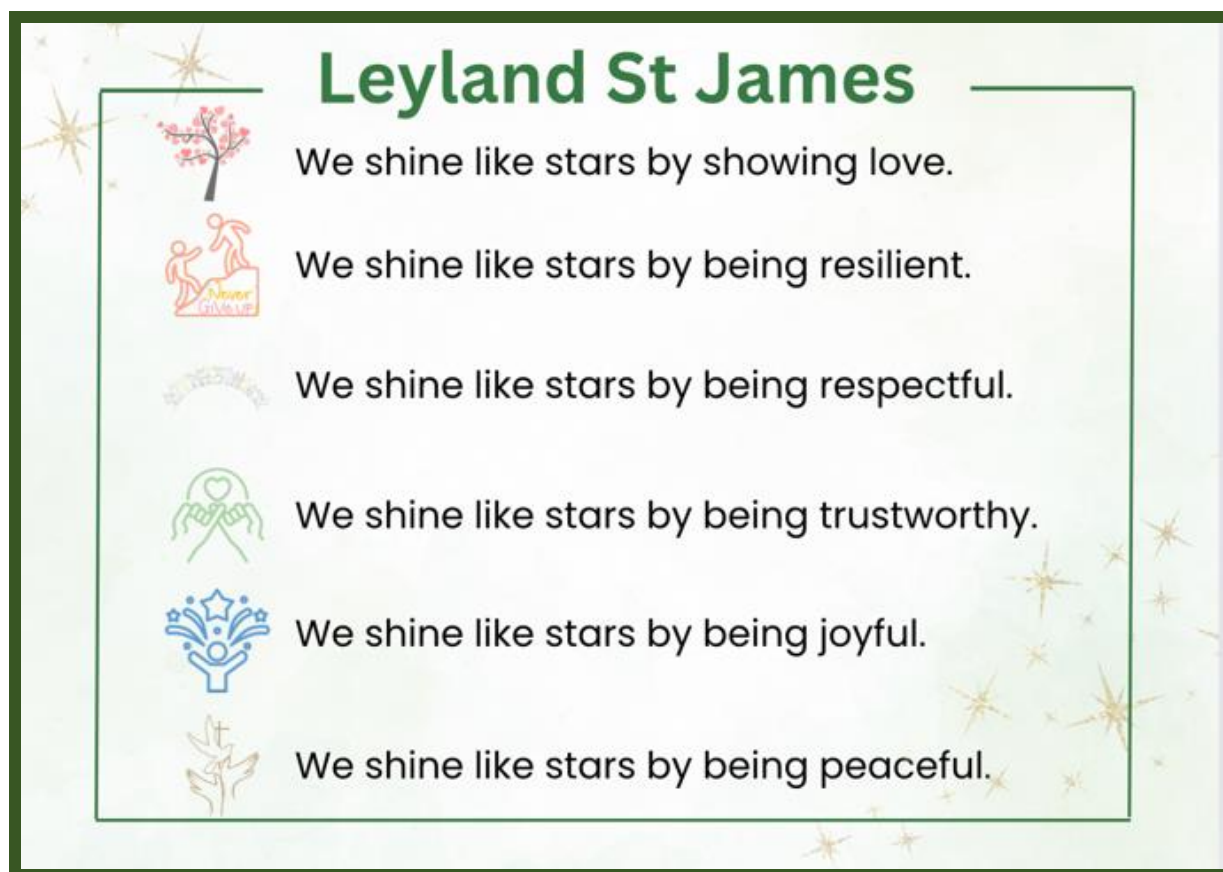 Leyland St James
We shine like stars by showing love.
We shine like stars by being resilient.
Never
Give UP
We shine like stars by being respectful.
We shine like stars by being trustworthy.
We shine like stars by being joyful.
We shine like stars by being peaceful.